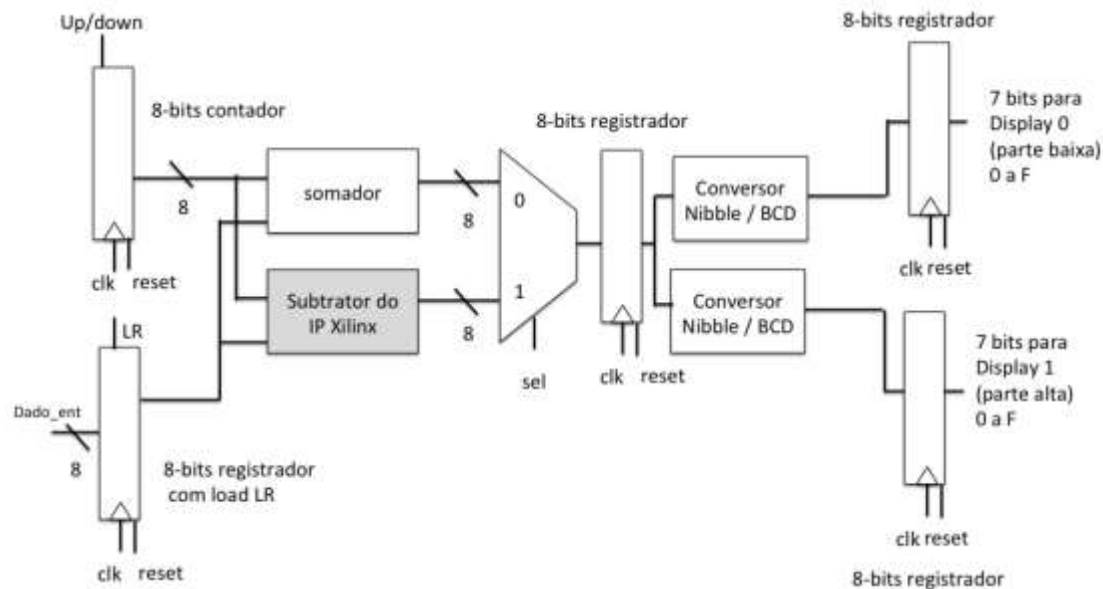 Up/down
8-bits contador
8
clk reset
LR
Dado_ent
8
8-bits registrador
com load LR
clk reset
somador
8
Subtrator do
IP Xilinx
8
0
1
sel
8-bits registrador
clk reset
Conversor
Nibble / BCD
Conversor
Nibble / BCD
8-bits registrador
7 bits para
Display 0
(parte baixa)
0 a F
clk reset
7 bits para
Display 1
(parte alta)
0 a F
clk reset
8-bits registrador